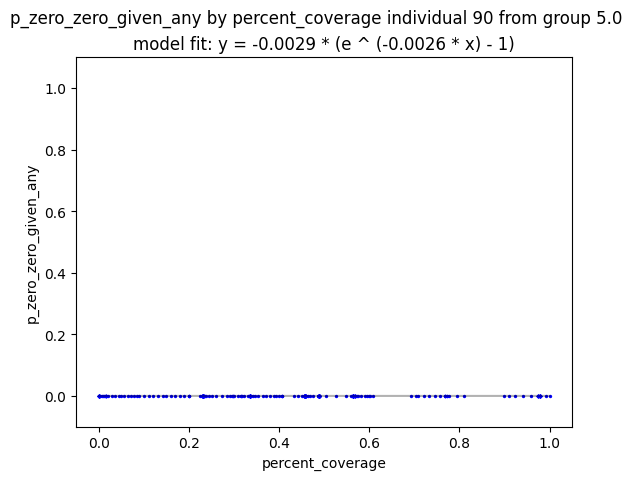 p_zero_zero_given_any by percent_coverage individual 90 from group 5.0
model fit: y = -0.0029 * (e ^ (-0.0026 * x) - 1)
1.0
0.8
0.6
0.4
0.2
0.0
p_zero_zero_given_any
0.0 0.2 0.4 0.6 0.8 1.0
percent_coverage